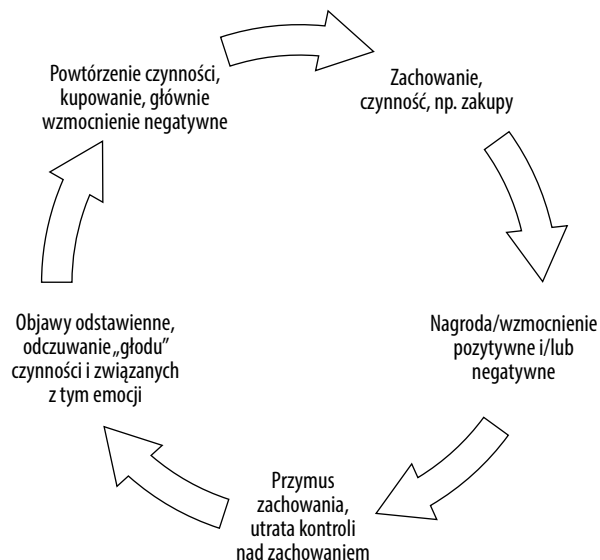 Powtórzenie czynności,
kupowanie, głównie
wzmocnienie negatywne
Zachowanie,
czynność, np. zakupy
Nagroda/wzmocnienie
pozytywne i/lub
negatywne
Przymus
zachowania,
utrata kontroli
nad zachowaniem
Objawy odstawienne,
odczuwanie „głodu”
czynności i związanych
z tym emocji